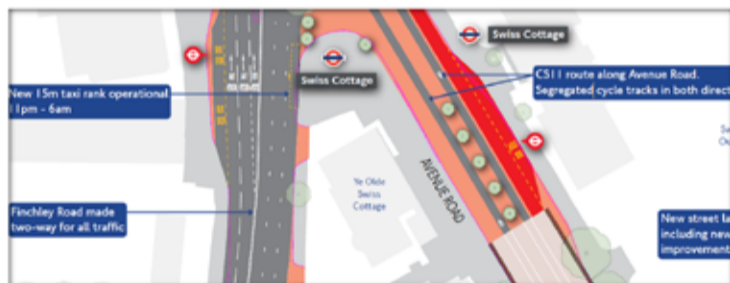 Swiss Cottage
Swiss Cottage
New 15m taxi rank operational
11pm - 6am
CS11 route along Avenue Road.
Segregated cycle tracks in both direct
Ye Olde
Swiss
Cottage
AVENUE ROAD
Finchley Road made
two-way for all traffic
New street la
including new
improvement